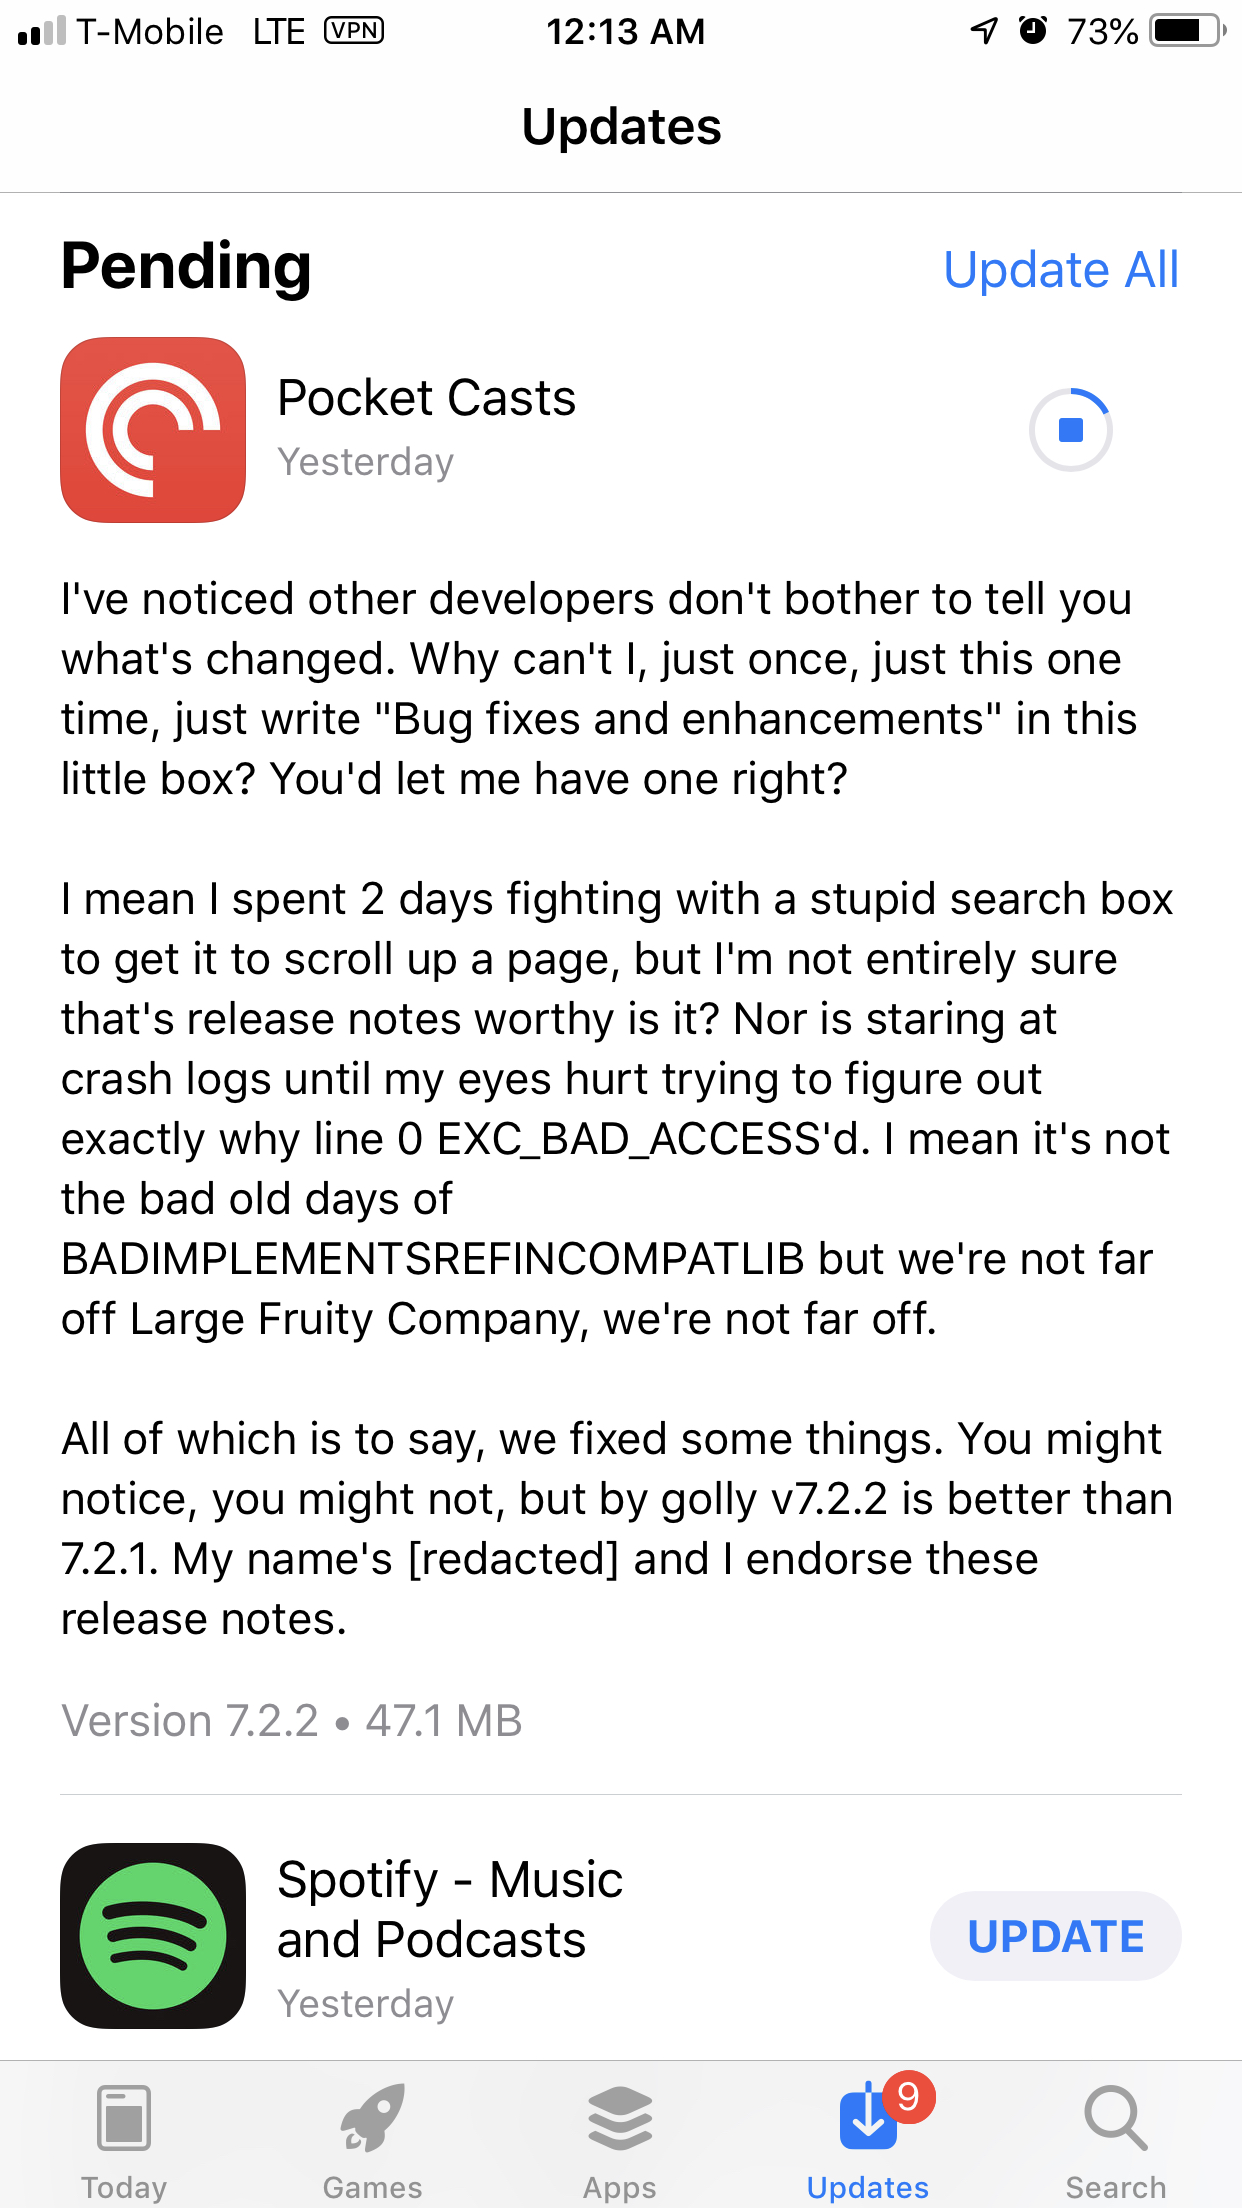 T-Mobile LTE VPN 12:13 AM 73%
Updates
Pending Update All
Pocket Casts
Yesterday
I've noticed other developers don't bother to tell you
what's changed. Why can't I, just once, just this one
time, just write "Bug fixes and enhancements" in this
little box? You'd let me have one right?
I mean I spent 2 days fighting with a stupid search box
to get it to scroll up a page, but I'm not entirely sure
that's release notes worthy is it? Nor is staring at
crash logs until my eyes hurt trying to figure out
exactly why line 0 EXC_BAD_ACCESS'd. I mean it's not
the bad old days of
BADIMPLEMENTSREFINCOMPATLIB but we're not far
off Large Fruity Company, we're not far off.
All of which is to say, we fixed some things. You might
notice, you might not, but by golly v7.2.2 is better than
7.2.1. My name's [redacted] and I endorse these
release notes.
Version 7.2.2 • 47.1 MB
Spotify - Music
and Podcasts
Yesterday
UPDATE
9
Today Games Apps Updates Search